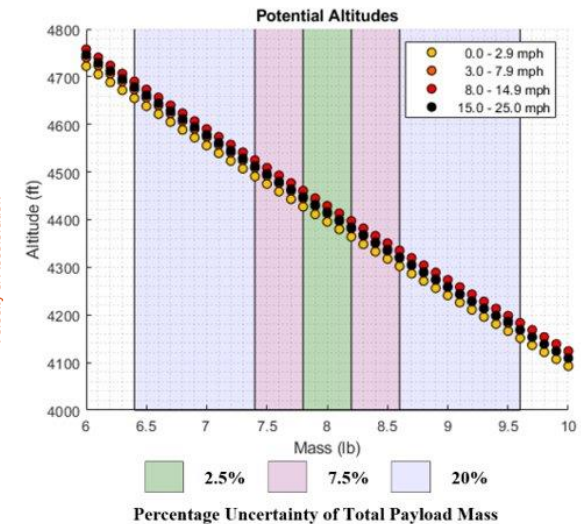 Potential Altitudes
4800
4700
4600
4500
4400
4300
4200
4100
4000
Altitude (ft)
0.0 - 2.9 mph
3.0 - 7.9 mph
8.0 - 14.9 mph
15.0 - 25.0 mph
6 6.5 7 7.5 8 8.5 9 9.5 10
Mass (lb)
2.5% 7.5% 20%
Percentage Uncertainty of Total Payload Mass